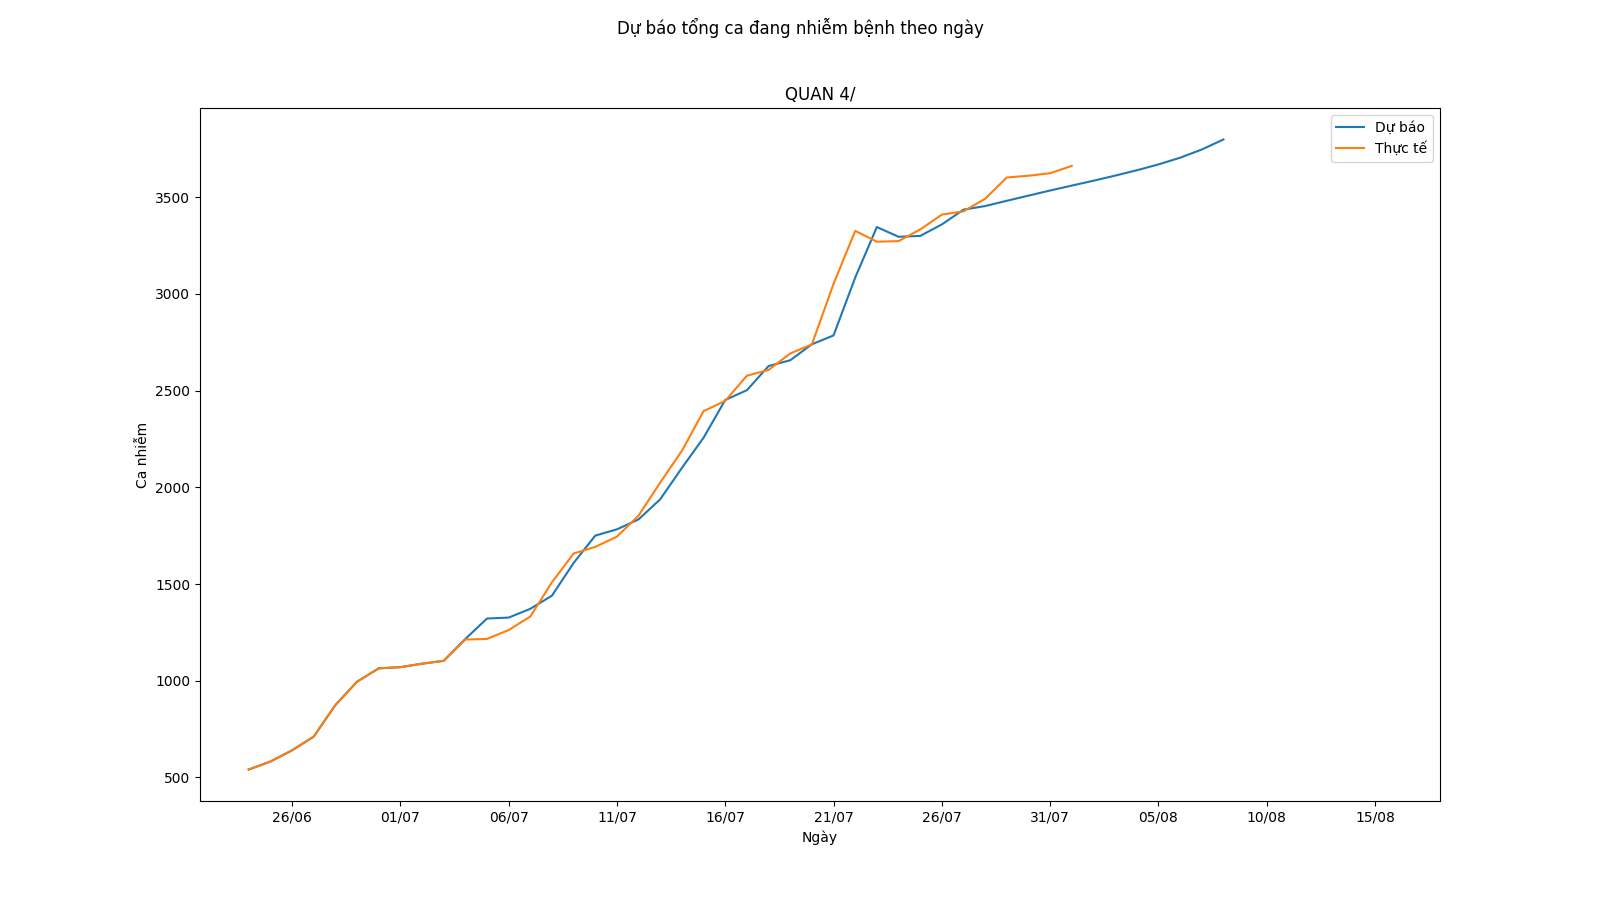 Dự báo tổng ca đang nhiễm bệnh theo ngày
QUAN 4/
Dự báo
Thực tế
3500
3000
2500
2000
1500
1000
500
Ca nhiễm
26/06 01/07 06/07 11/07 16/07 21/07 26/07 31/07 05/08 10/08 15/08
Ngày